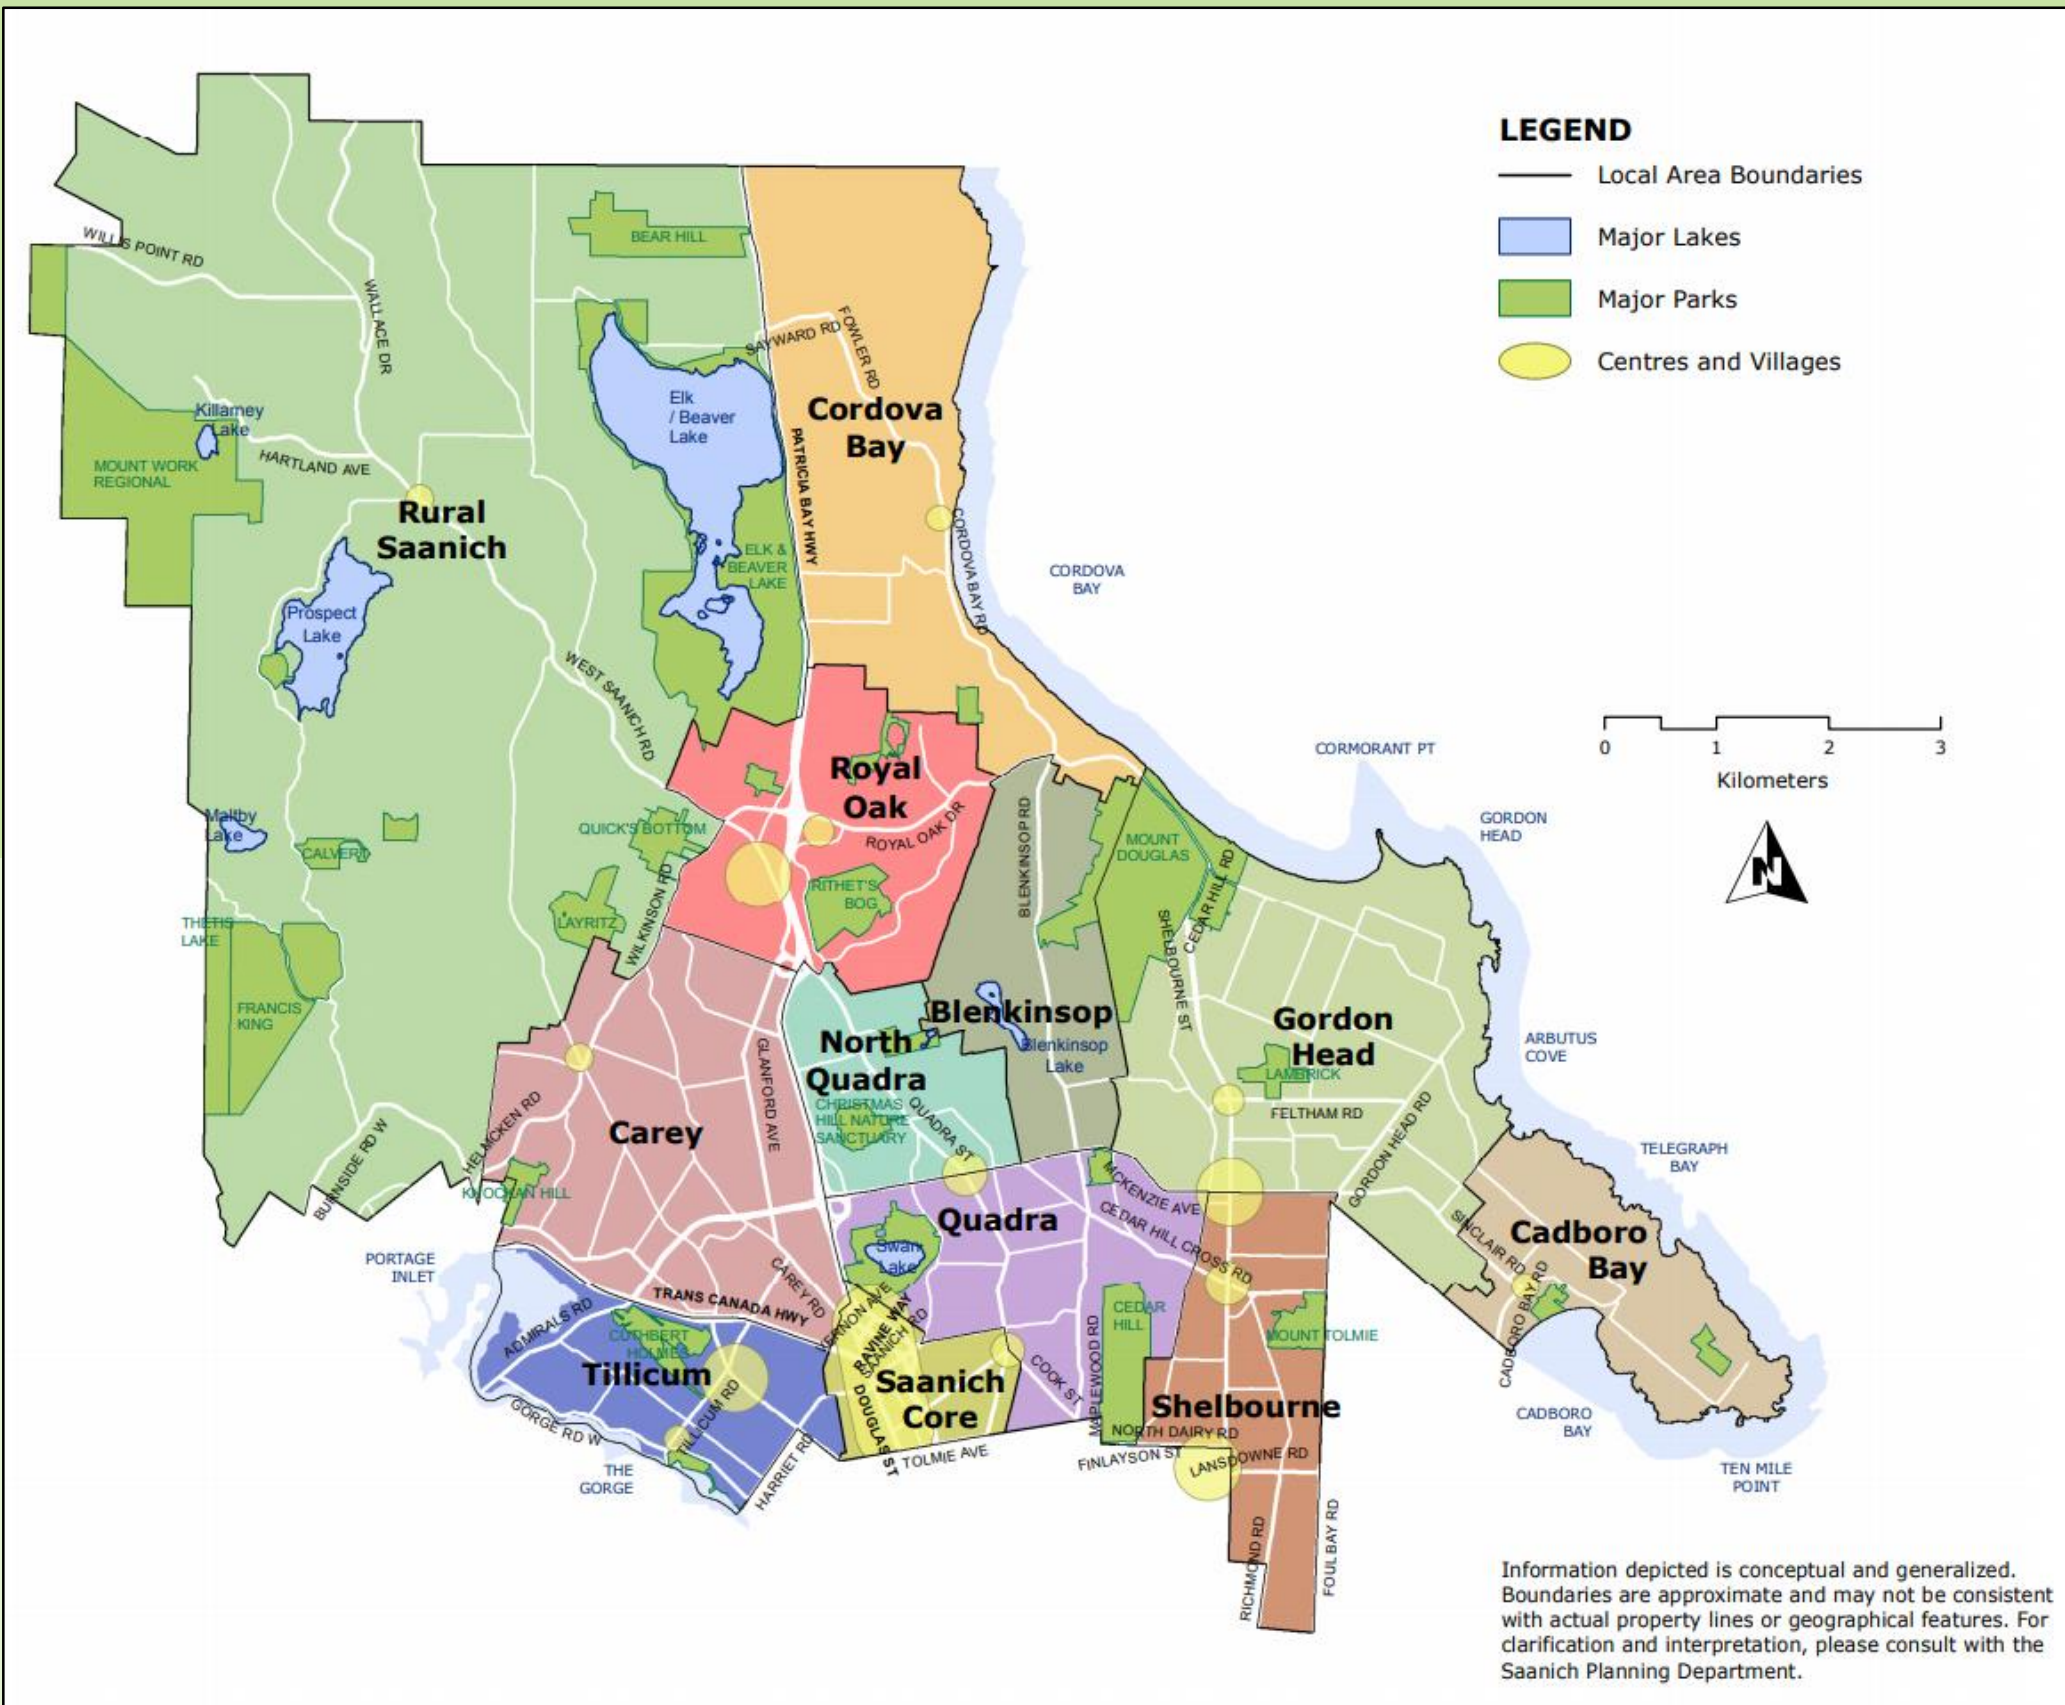 LEGEND
Local Area Boundaries
Major Lakes
Major Parks
Centres and Villages
WILLIS POINT RD
BEAR HILL
WALLACE DR
SAYWARD RD
FOWLER RD
Elk
/ Beaver
Lake
Cordova
Bay
Killarney
Lake
HARTLAND AVE
MOUNT WORK
REGIONAL
PATRICIA BAY HWY
Rural
Saanich
ELK &
BEAVER
LAKE
CORDOVA BAY RD
CORDOVA
BAY
Prospect
Lake
WEST SAANICH RD
0 1 2 3
Kilometers
N
CORMORANT PT
GORDON
HEAD
Royal
Oak
ROYAL OAK DR
BLENKINSOP RD
MOUNT
DOUGLAS
Maltby
Lake
CALVERT
QUICK'S BOTTOM
RITHET'S
BOG
CEDAR HILL RD
SHELBOURNE ST
THETIS
LAKE
LAYRITZ
WILKINSON RD
FRANCIS
KING
Blenkinsop
Blenkinsop
Lake
North
Quadra
CHRISTMAS
HILL NATURE
SANCTUARY
QUADRA ST
GLANFORD AVE
Gordon
Head
LAMBRICK
FELTHAM RD
GORDON HEAD RD
ARBUTUS
COVE
Carey
HELMCKEN RD
BURNSIDE RD W
KNOCKAN HILL
TELEGRAPH
BAY
MCKENZIE AVE
CEDAR HILL CROSS RD
Quadra
Swan
Lake
SINCLAIR RD
Cadboro
Bay
CADBORO BAY RD
PORTAGE
INLET
CAREY RD
TRANS CANADA HWY
ADMIRALS RD
CUTHBERT
HOLMES
Tillicum
TILLICUM RD
VERNON AVE
RAVINE WAY
SAANICH RD
DOUGLAS ST
Saanich
Core
COOK ST
MAPLEWOOD RD
CEDAR
HILL
MOUNT TOLMIE
Shelbourne
NORTH DAIRY RD
FINLAYSON ST
LANSDOWNE RD
TOLMIE AVE
GORGE RD W
HARRIET RD
THE
GORGE
CADBORO
BAY
TEN MILE
POINT
RICHMOND RD
FOUL BAY RD
Information depicted is conceptual and generalized.
Boundaries are approximate and may not be consistent
with actual property lines or geographical features. For
clarification and interpretation, please consult with the
Saanich Planning Department.